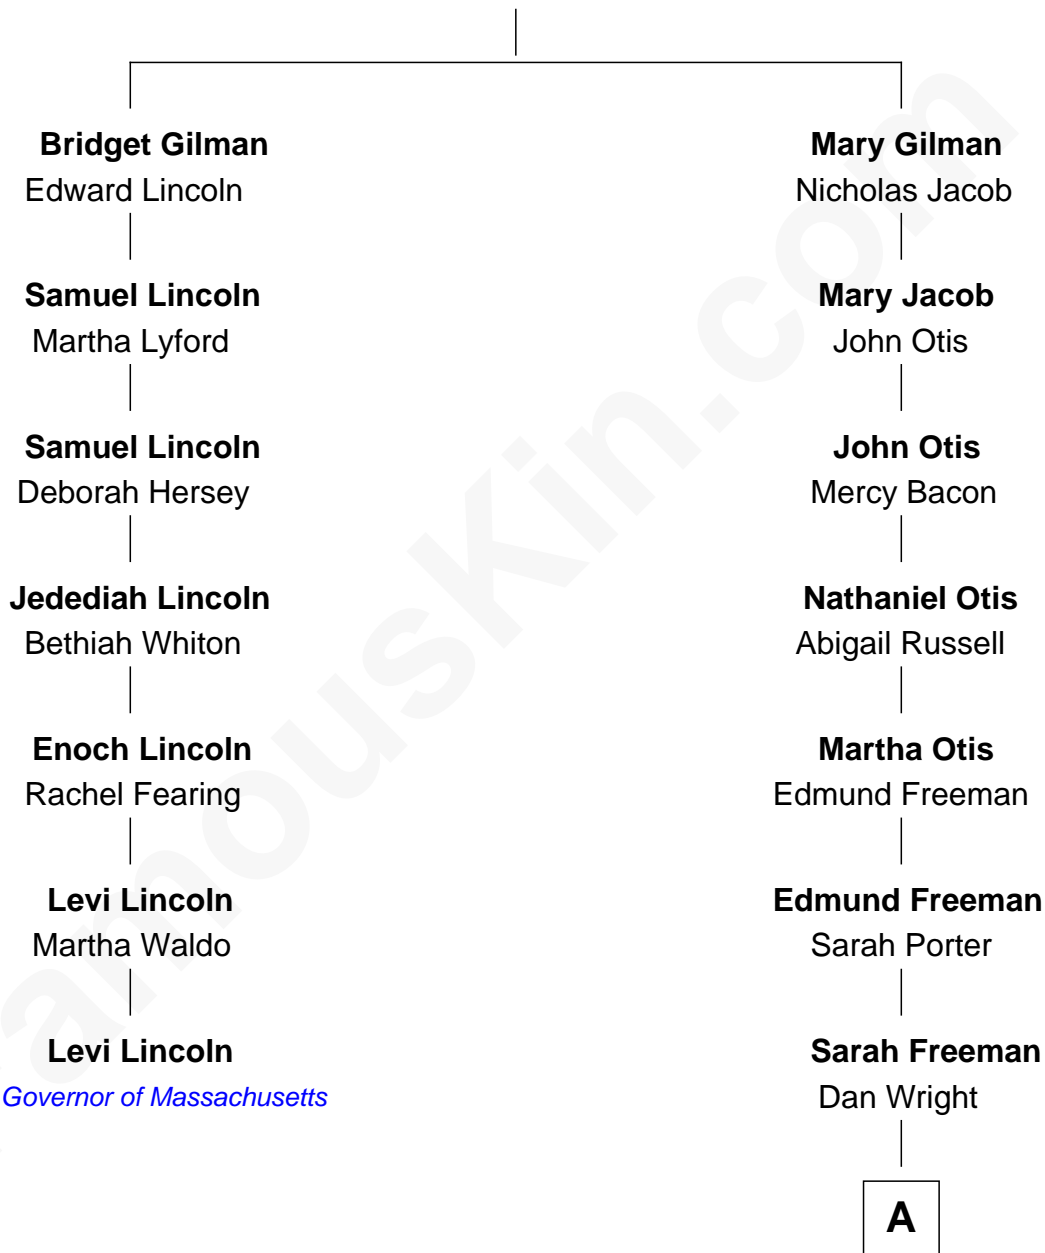 Bridget Gilman
Edward Lincoln
Mary Gilman
Nicholas Jacob
Samuel Lincoln
Martha Lyford
Mary Jacob
John Otis
Samuel Lincoln
Deborah Hersey
John Otis
Mercy Bacon
Jedediah Lincoln
Bethiah Whiton
Nathaniel Otis
Abigail Russell
Enoch Lincoln
Rachel Fearing
Martha Otis
Edmund Freeman
Levi Lincoln
Martha Waldo
Edmund Freeman
Sarah Porter
Levi Lincoln
Governor of Massachusetts
Sarah Freeman
Dan Wright
A
amousKin.com